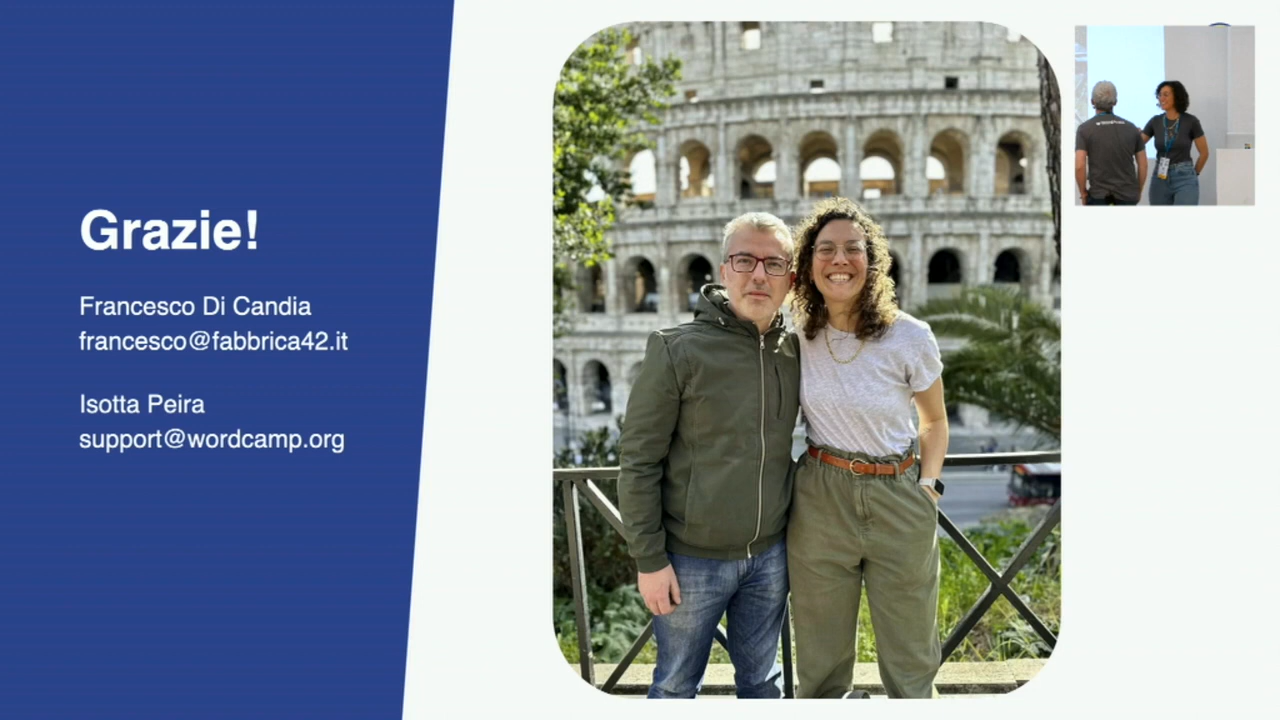 Grazie!
Francesco Di Candia
francesco@fabbrica42.it
Isotta Peira
support@wordcamp.org